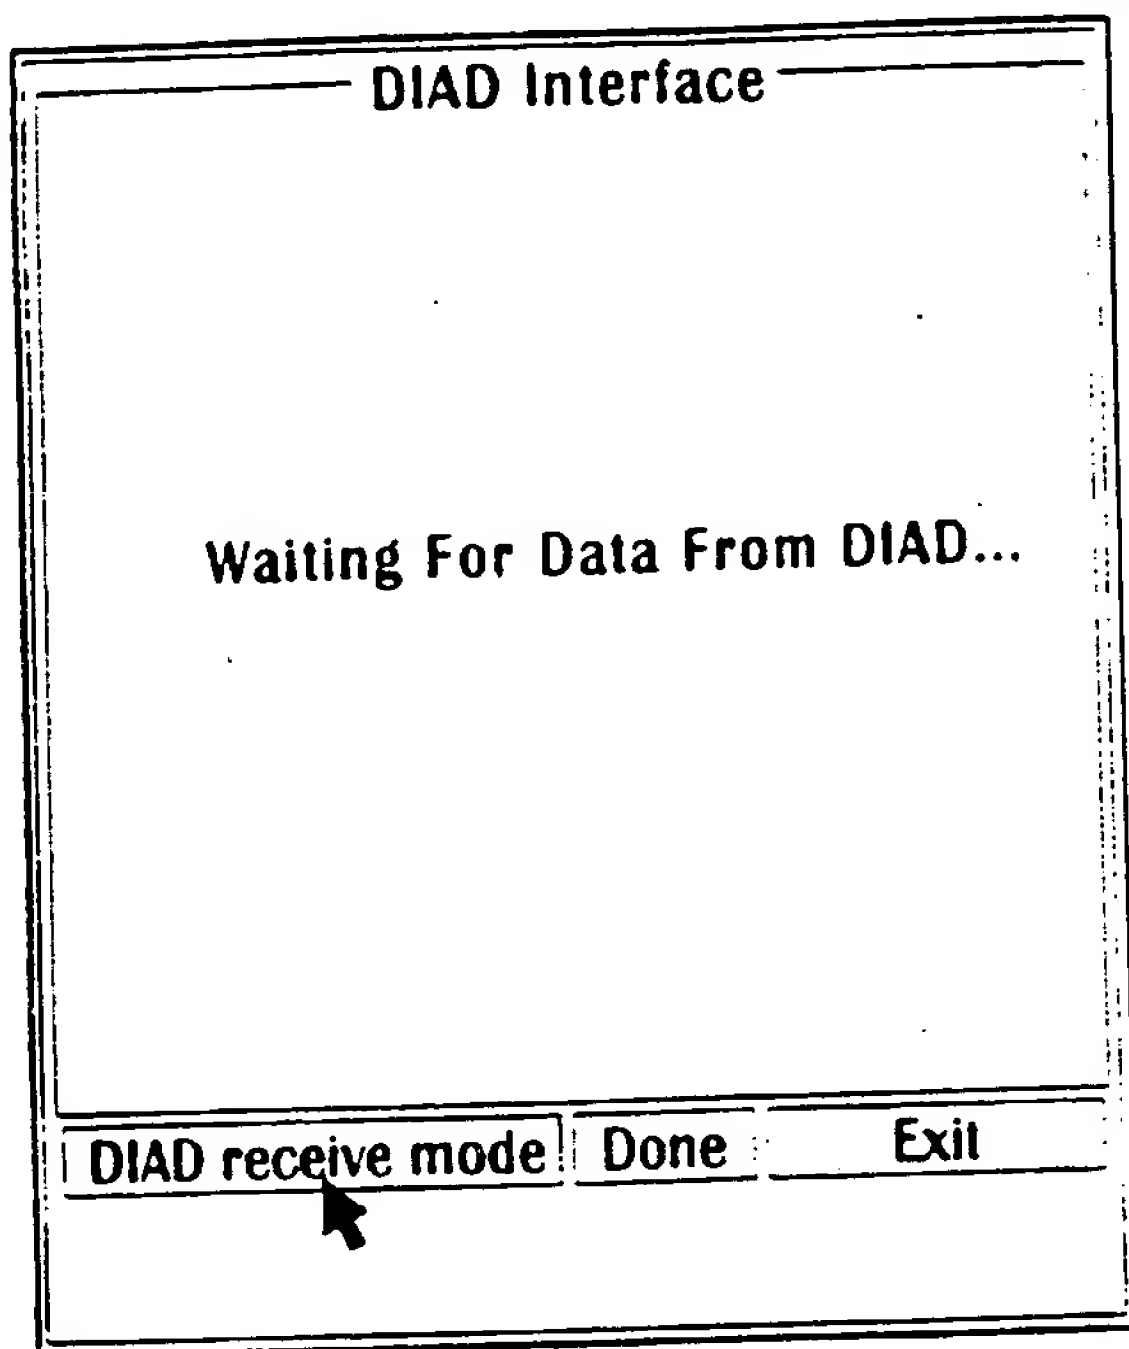 DIAD Interface
Waiting For Data From DIAD...
DIAD receive mode Done Exit